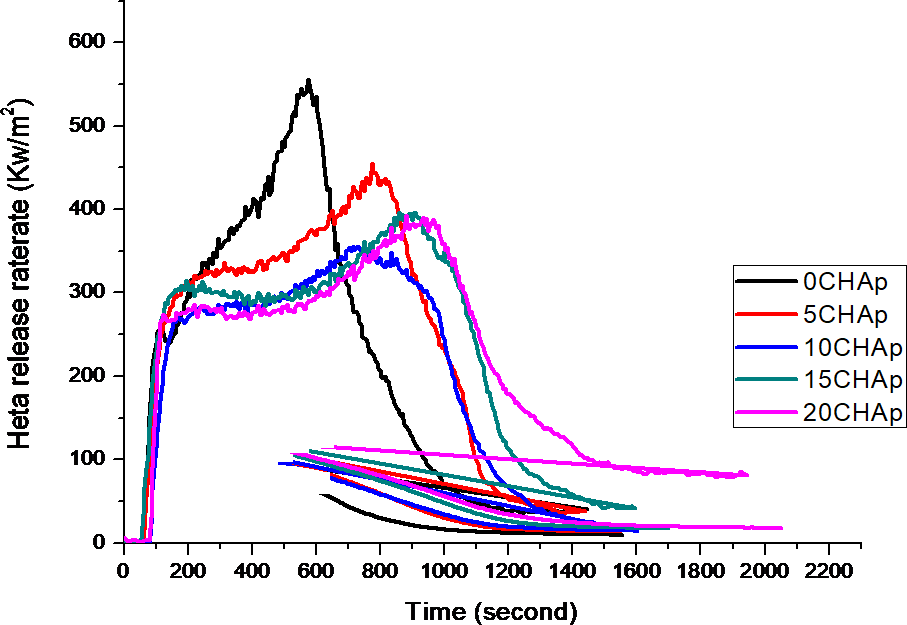 Heta release raterate (Kw/m²)
600
500
400
300
200
100
0
0 200 400 600 800 1000 1200 1400 1600 1800 2000 2200
Time (second)
0CHAp
5CHAp
10CHAp
15CHAp
20CHAp